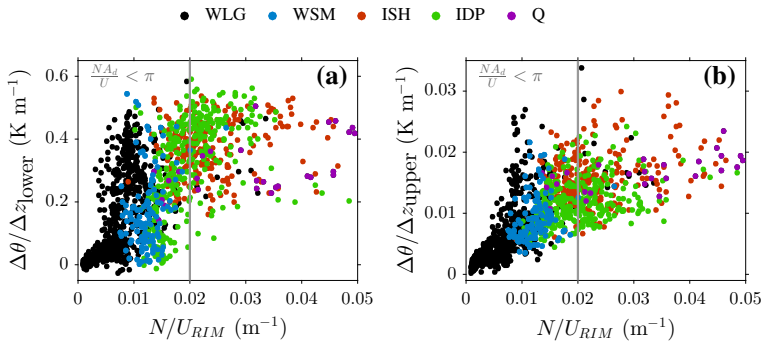 WLG WSM ISH IDP Q
NA_d/U < π (a)
Δθ/Δz_lower (K m⁻¹)
0.6
0.4
0.2
0
0 0.01 0.02 0.03 0.04 0.05
N/U_RIM (m⁻¹)
NA_d/U < π (b)
Δθ/Δz_upper (K m⁻¹)
0.03
0.02
0.01
0
0 0.01 0.02 0.03 0.04 0.05
N/U_RIM (m⁻¹)